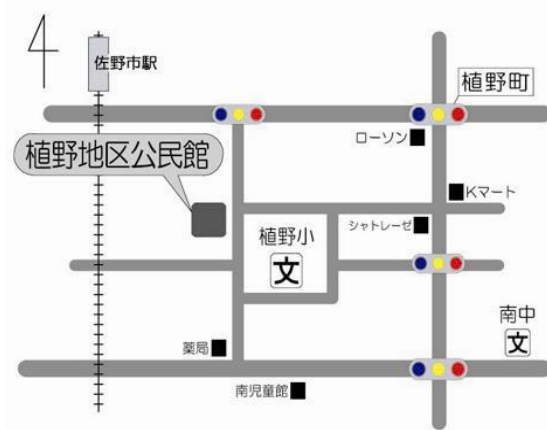 佐野市駅
植野町
ローソン
植野地区公民館
Kマート
植野小
シャトレーゼ
文
南中
文
薬局
南児童館